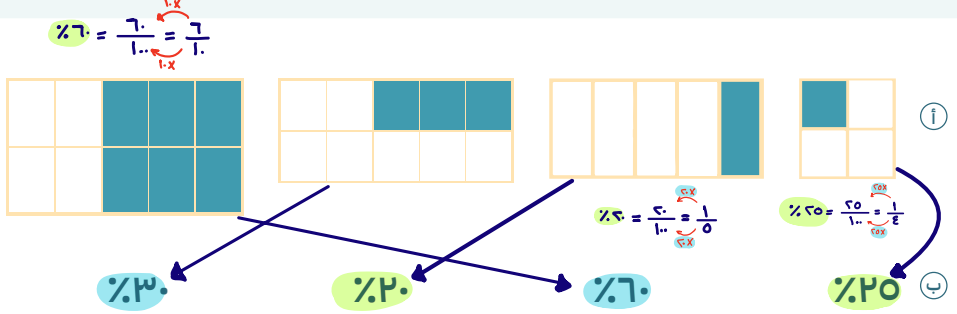 ١٠×
٪٦٠ = ٦٠/١٠٠ = ٦/١٠
١٠×
أ
٢٠×
٪٢٠ = ٢٠/١٠٠ = ١/٥
٢٠×
٢٥×
٪٢٥ = ٢٥/١٠٠ = ١/٤
٢٥×
ب
٪٢٥
٪٦٠
٪٢٠
٪٣٠